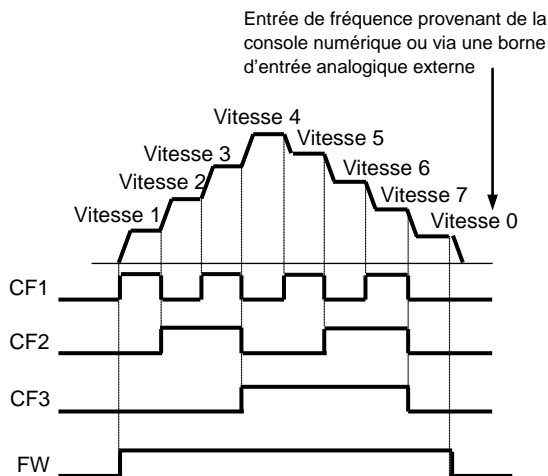 Entrée de fréquence provenant de la
console numérique ou via une borne
d'entrée analogique externe
Vitesse 4
Vitesse 3
Vitesse 5
Vitesse 2
Vitesse 6
Vitesse 1
Vitesse 7
Vitesse 0
CF1
CF2
CF3
FW